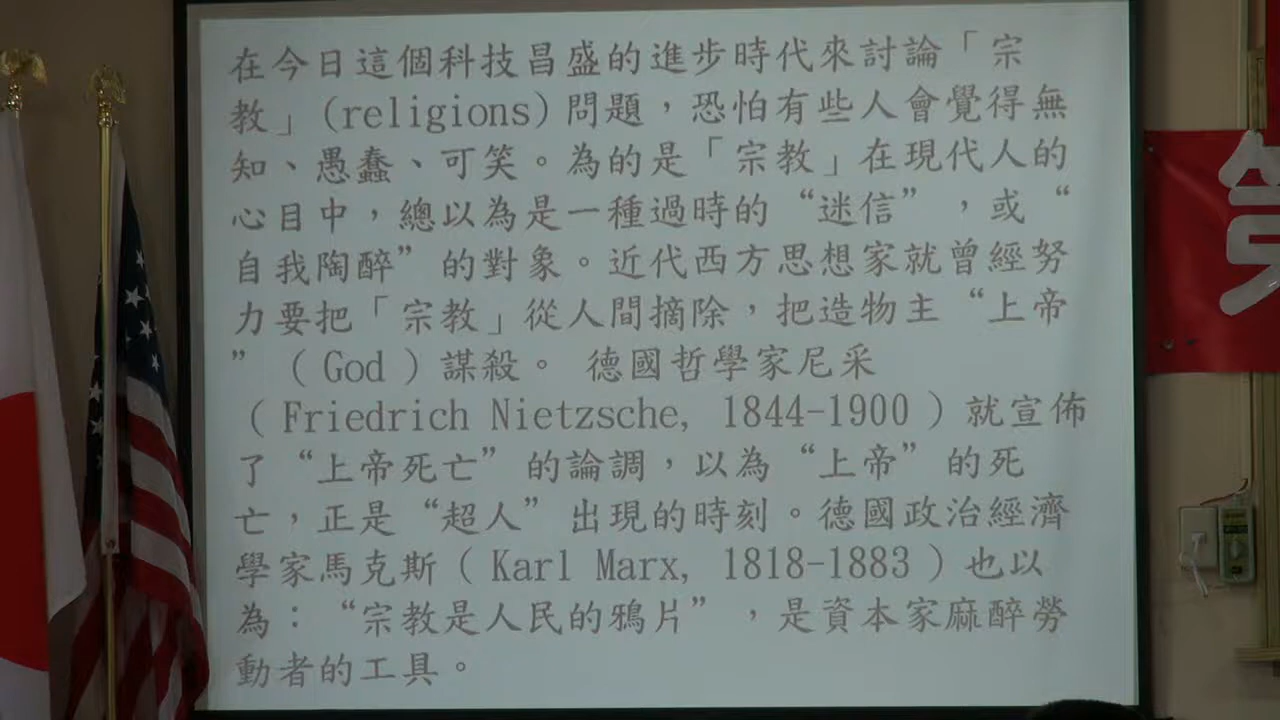 在今日這個科技昌盛的進步時代來討論「宗
教」(religions)問題，恐怕有些人會覺得無
知、愚蠢、可笑。為的是「宗教」在現代人的
心目中，總以為是一種過時的“迷信”，或“
自我陶醉”的對象。近代西方思想家就曾經努
力要把「宗教」從人間摘除，把造物主“上帝
”（God）謀殺。 德國哲學家尼采
（Friedrich Nietzsche, 1844-1900）就宣佈
了“上帝死亡”的論調，以為“上帝”的死
亡，正是“超人”出現的時刻。德國政治經濟
學家馬克斯（Karl Marx, 1818-1883）也以
為：“宗教是人民的鴉片”，是資本家麻醉勞
動者的工具。
第